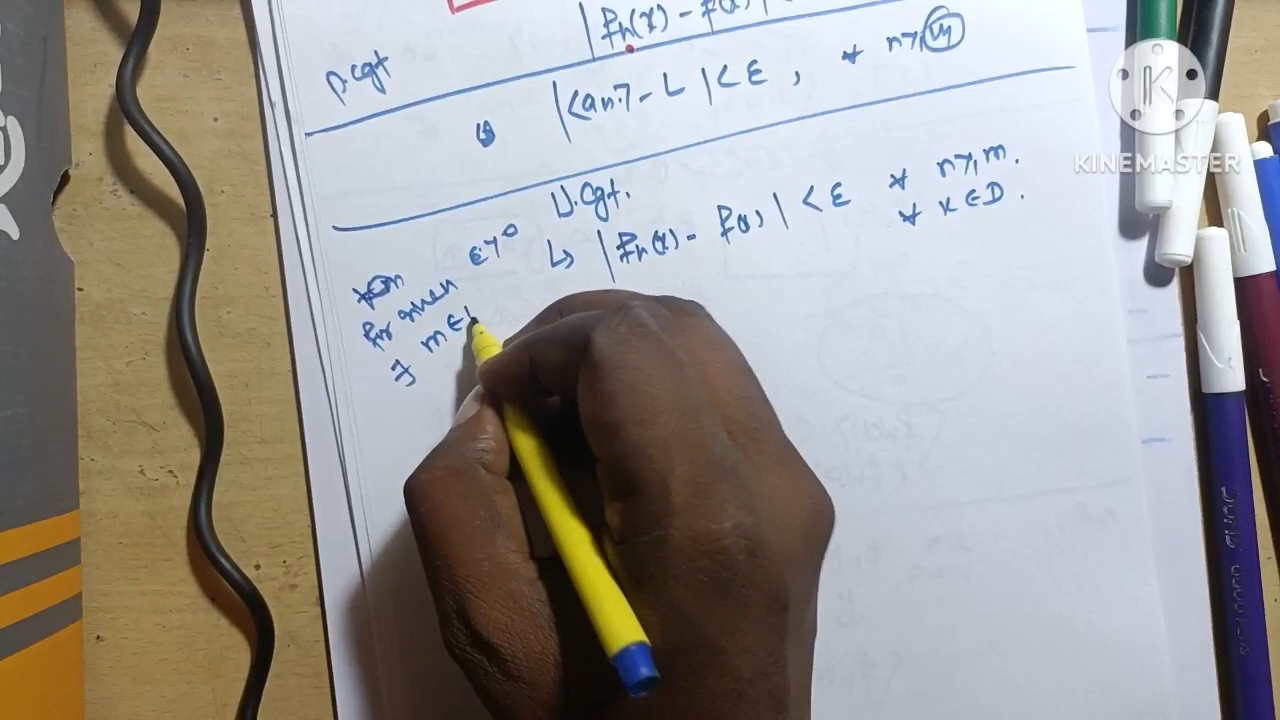 |fn(x) - f(x)|
p.cgt
|<an> - L| < ε, ∀ n ≥ m
KINEMASTER
U.Cgt.
ε > 0 ↳ |fn(x) - f(x)| < ε ∀ n ≥ m.
∀ x ∈ D.
for given
∃ m ∈